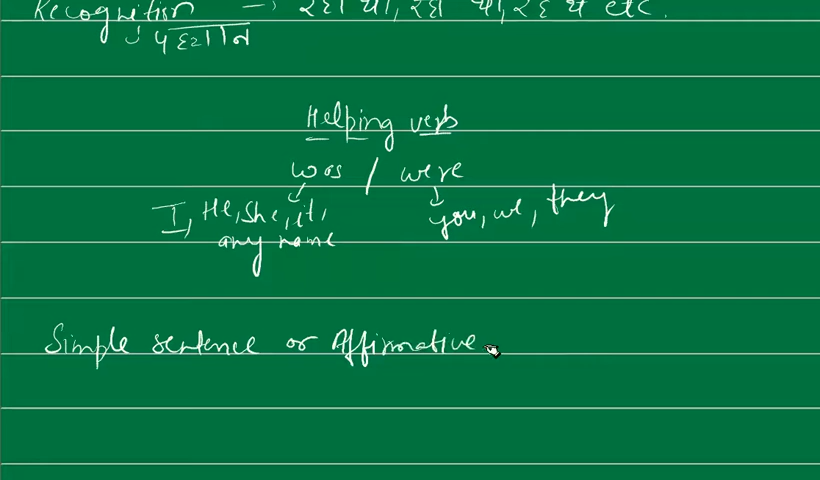 Recognition → रहा था, रही थी, रहे थे etc.
पहचान
Helping verb
was / were
I, He, she, it, you, we, they
any name
Simple sentence or Affirmative